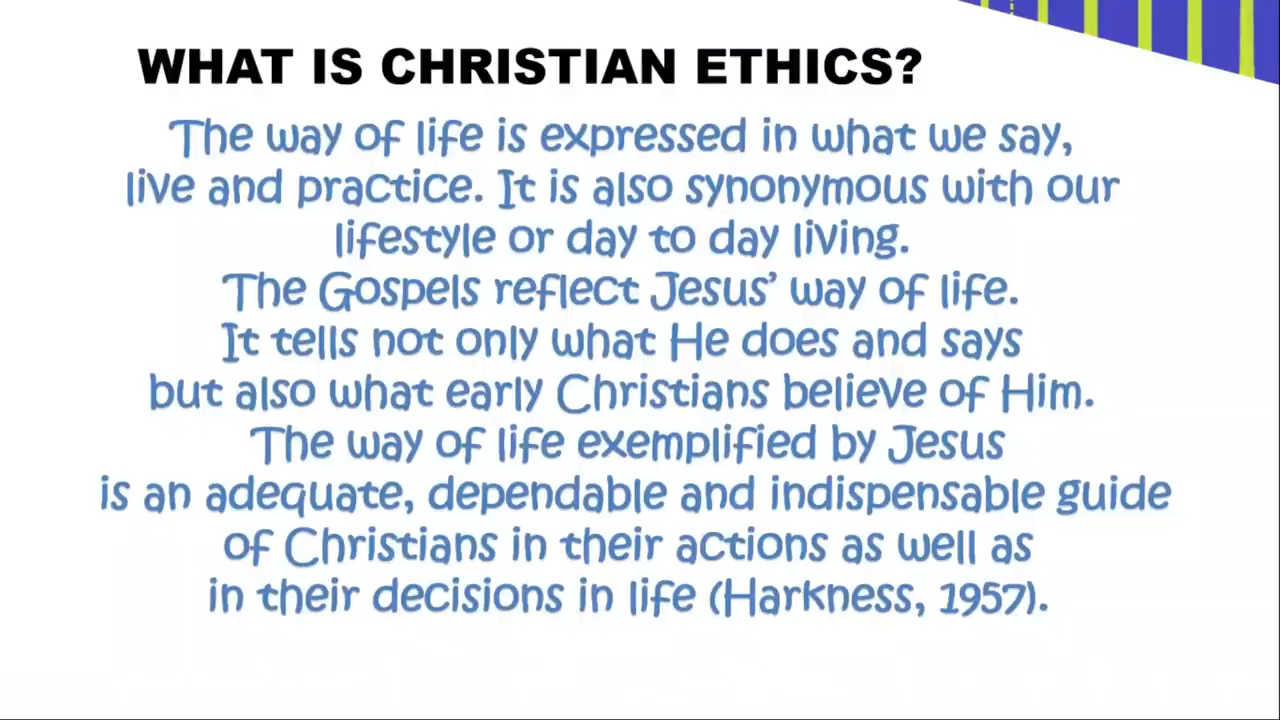 WHAT IS CHRISTIAN ETHICS?
The way of life is expressed in what we say,
live and practice. It is also synonymous with our
lifestyle or day to day living.
The Gospels reflect Jesus’ way of life.
It tells not only what He does and says
but also what early Christians believe of Him.
The way of life exemplified by Jesus
is an adequate, dependable and indispensable guide
of Christians in their actions as well as
in their decisions in life (Harkness, 1957).